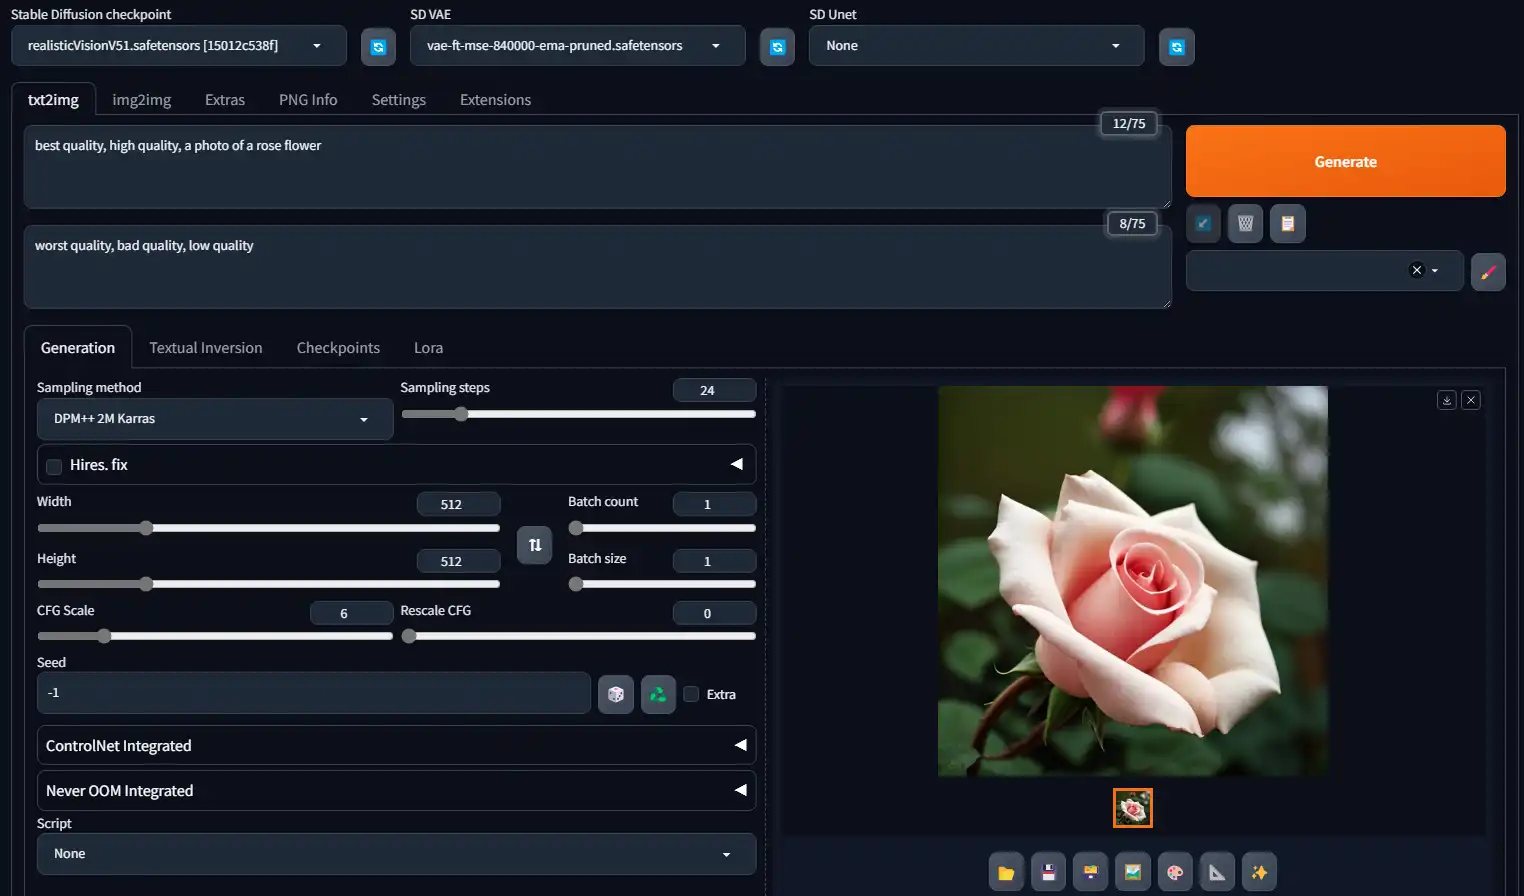 Stable Diffusion checkpoint
realisticVisionV51.safetensors [15012c538f]
SD VAE
vae-ft-mse-840000-ema-pruned.safetensors
SD Unet
None
txt2img
img2img
Extras
PNG Info
Settings
Extensions
12/75
best quality, high quality, a photo of a rose flower
Generate
8/75
worst quality, bad quality, low quality
Generation
Textual Inversion
Checkpoints
Lora
Sampling method
DPM++ 2M Karras
Sampling steps
24
Hires. fix
Width
512
Batch count
1
Height
512
Batch size
1
CFG Scale
6
Rescale CFG
0
Seed
-1
Extra
ControlNet Integrated
Never OOM Integrated
Script
None